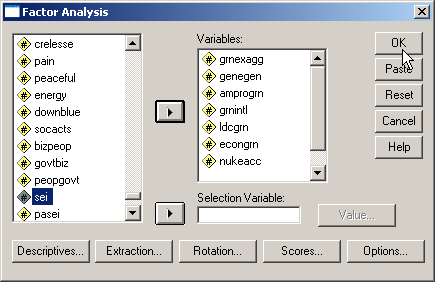 Factor Analysis
crelesse
pain
peaceful
energy
downblue
socacts
bizpeop
govtbiz
peopgovt
sei
pasei
Variables:
grnexagg
genegen
amprogrn
grnintl
ldcgrn
econgrn
nukeacc
Selection Variable:
Value...
OK
Paste
Reset
Cancel
Help
Descriptives...
Extraction...
Rotation...
Scores...
Options...